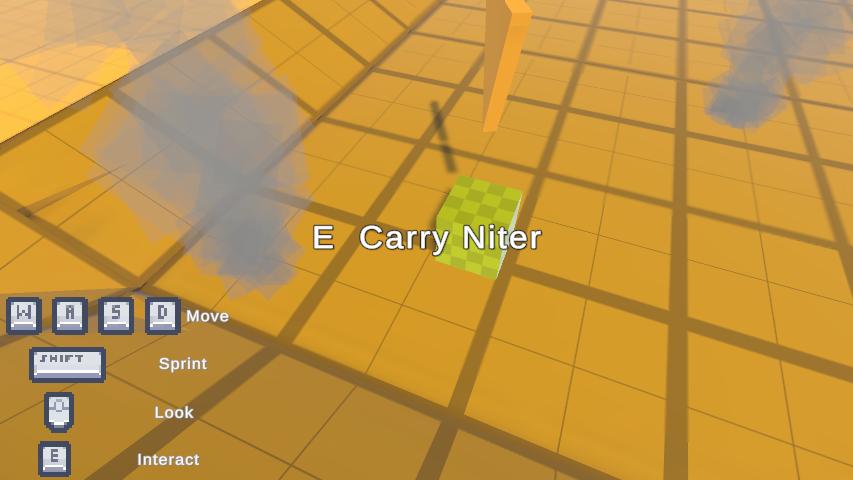 E Carry Niter
W A S D Move
SHIFT Sprint
Look
E Interact